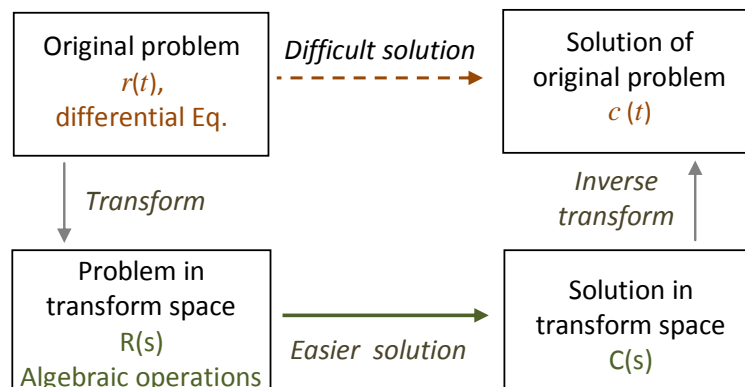 Original problem
r(t),
differential Eq.
Difficult solution
Solution of
original problem
c (t)
Transform
Inverse
transform
Problem in
transform space
R(s)
Algebraic operations
Easier solution
Solution in
transform space
C(s)